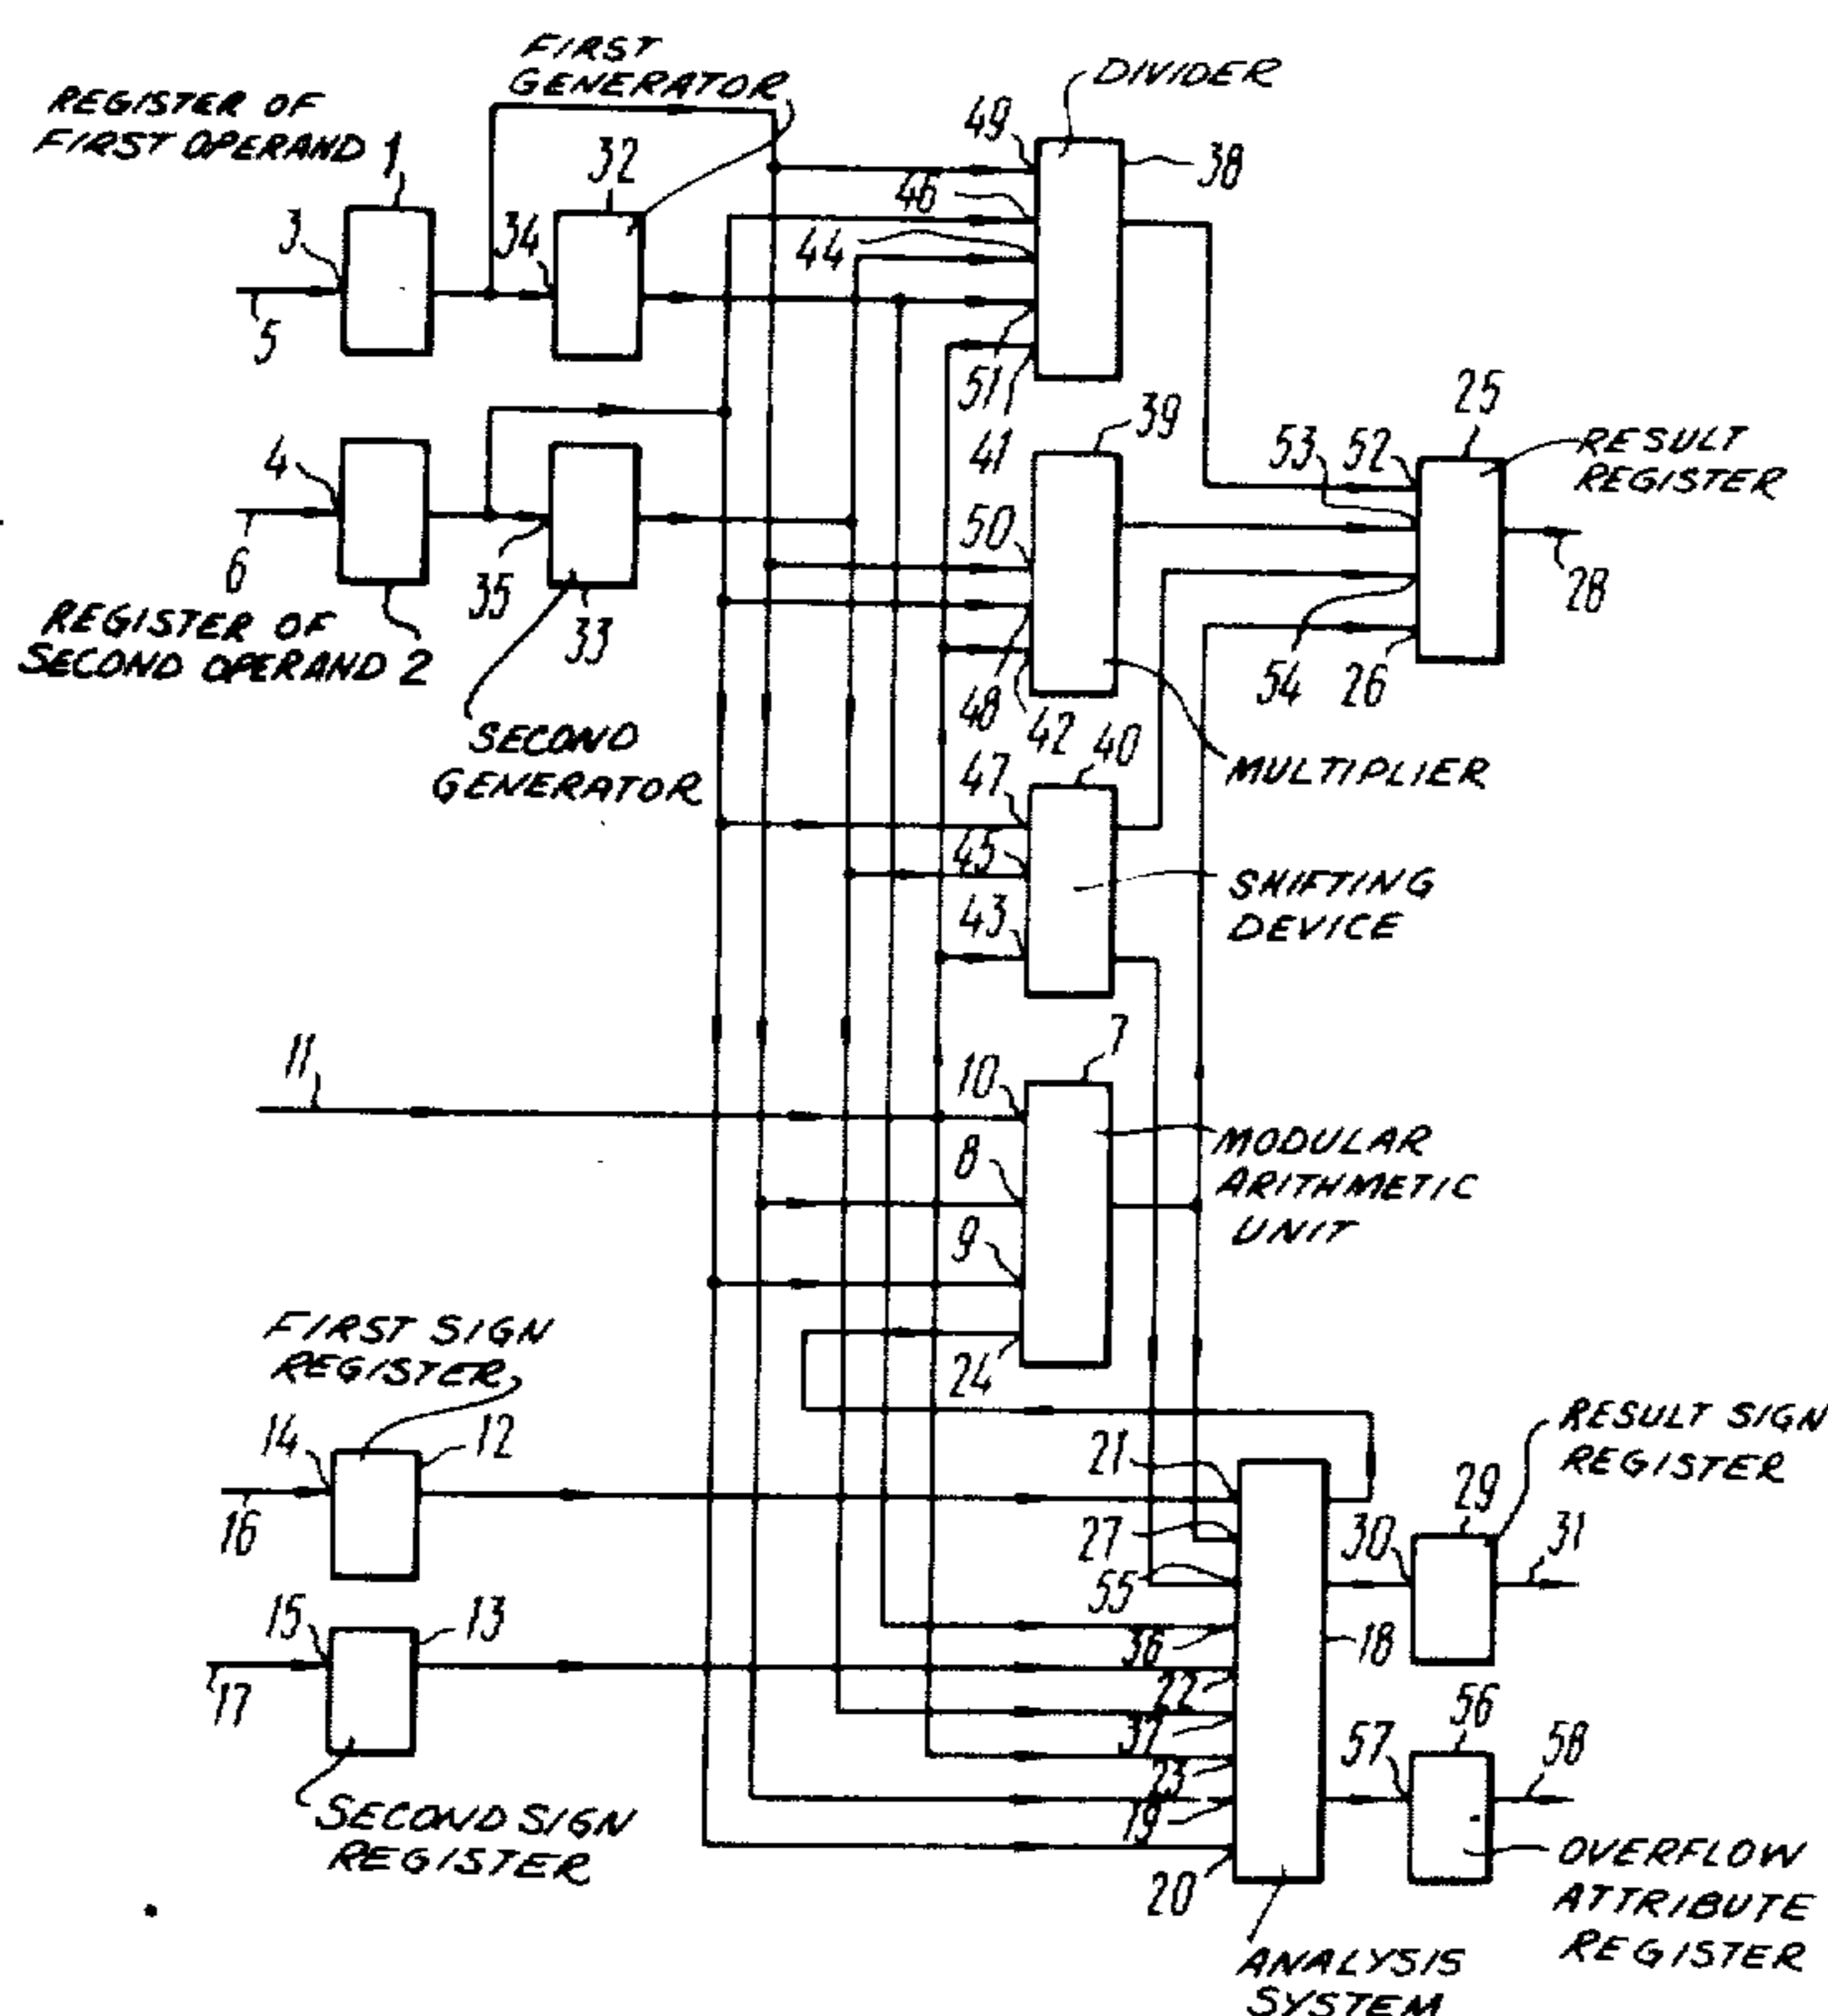 FIRST
GENERATOR
DIVIDER
REGISTER OF
FIRST OPERAND 1
32
49
38
3
34
46
44
5
51
41
39
25
RESULT
REGISTER
4
53
52
50
6
35
33
28
REGISTER OF
SECOND OPERAND 2
54
26
48
42
40
SECOND
GENERATOR
MULTIPLIER
47
45
SHIFTING
DEVICE
43
11
10
7
MODULAR
ARITHMETIC
UNIT
8
9
FIRST SIGN
REGISTER
24
RESULT SIGN
REGISTER
14
12
21
29
16
27
30
31
55
15
13
36
18
17
22
56
37
57
58
23
19
SECOND SIGN
REGISTER
20
OVERFLOW
ATTRIBUTE
REGISTER
ANALYSIS
SYSTEM